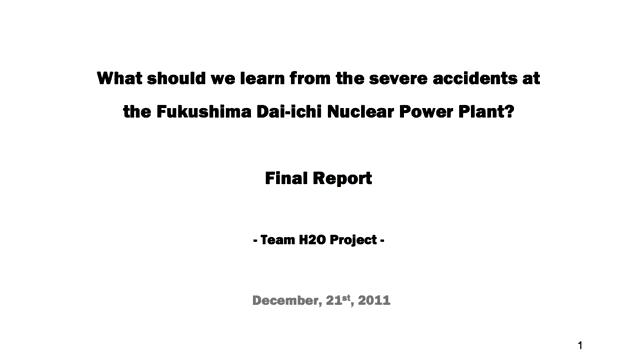 What should we learn from the severe accidents at
the Fukushima Dai-ichi Nuclear Power Plant?
Final Report
- Team H2O Project -
December, 21st, 2011
1